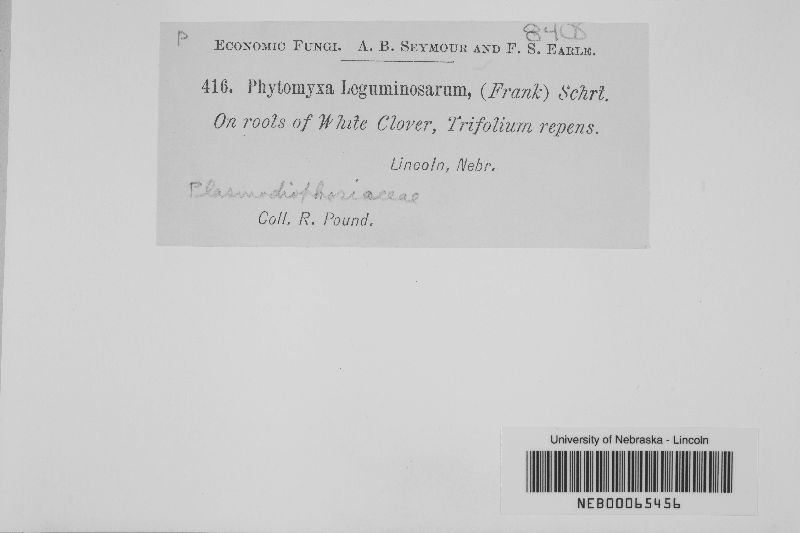 P 8408
Economic Fungi. A. B. Seymour and F. S. Earle.
416. Phytomyxa Leguminosarum, (Frank) Schrt.
On roots of White Clover, Trifolium repens.
Lincoln, Nebr.
Plasmodiophoriaceae
Coll. R. Pound.
University of Nebraska - Lincoln
NEB00065456